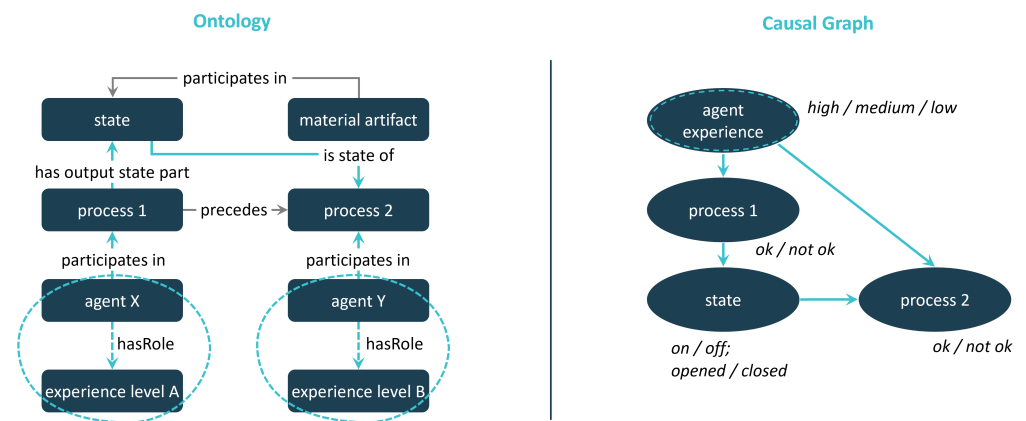 Ontology
participates in
state
material artifact
is state of
has output state part
process 1
precedes
process 2
participates in
participates in
agent X
agent Y
hasRole
hasRole
experience level A
experience level B
Causal Graph
agent
experience
high / medium / low
process 1
ok / not ok
state
process 2
on / off;
opened / closed
ok / not ok